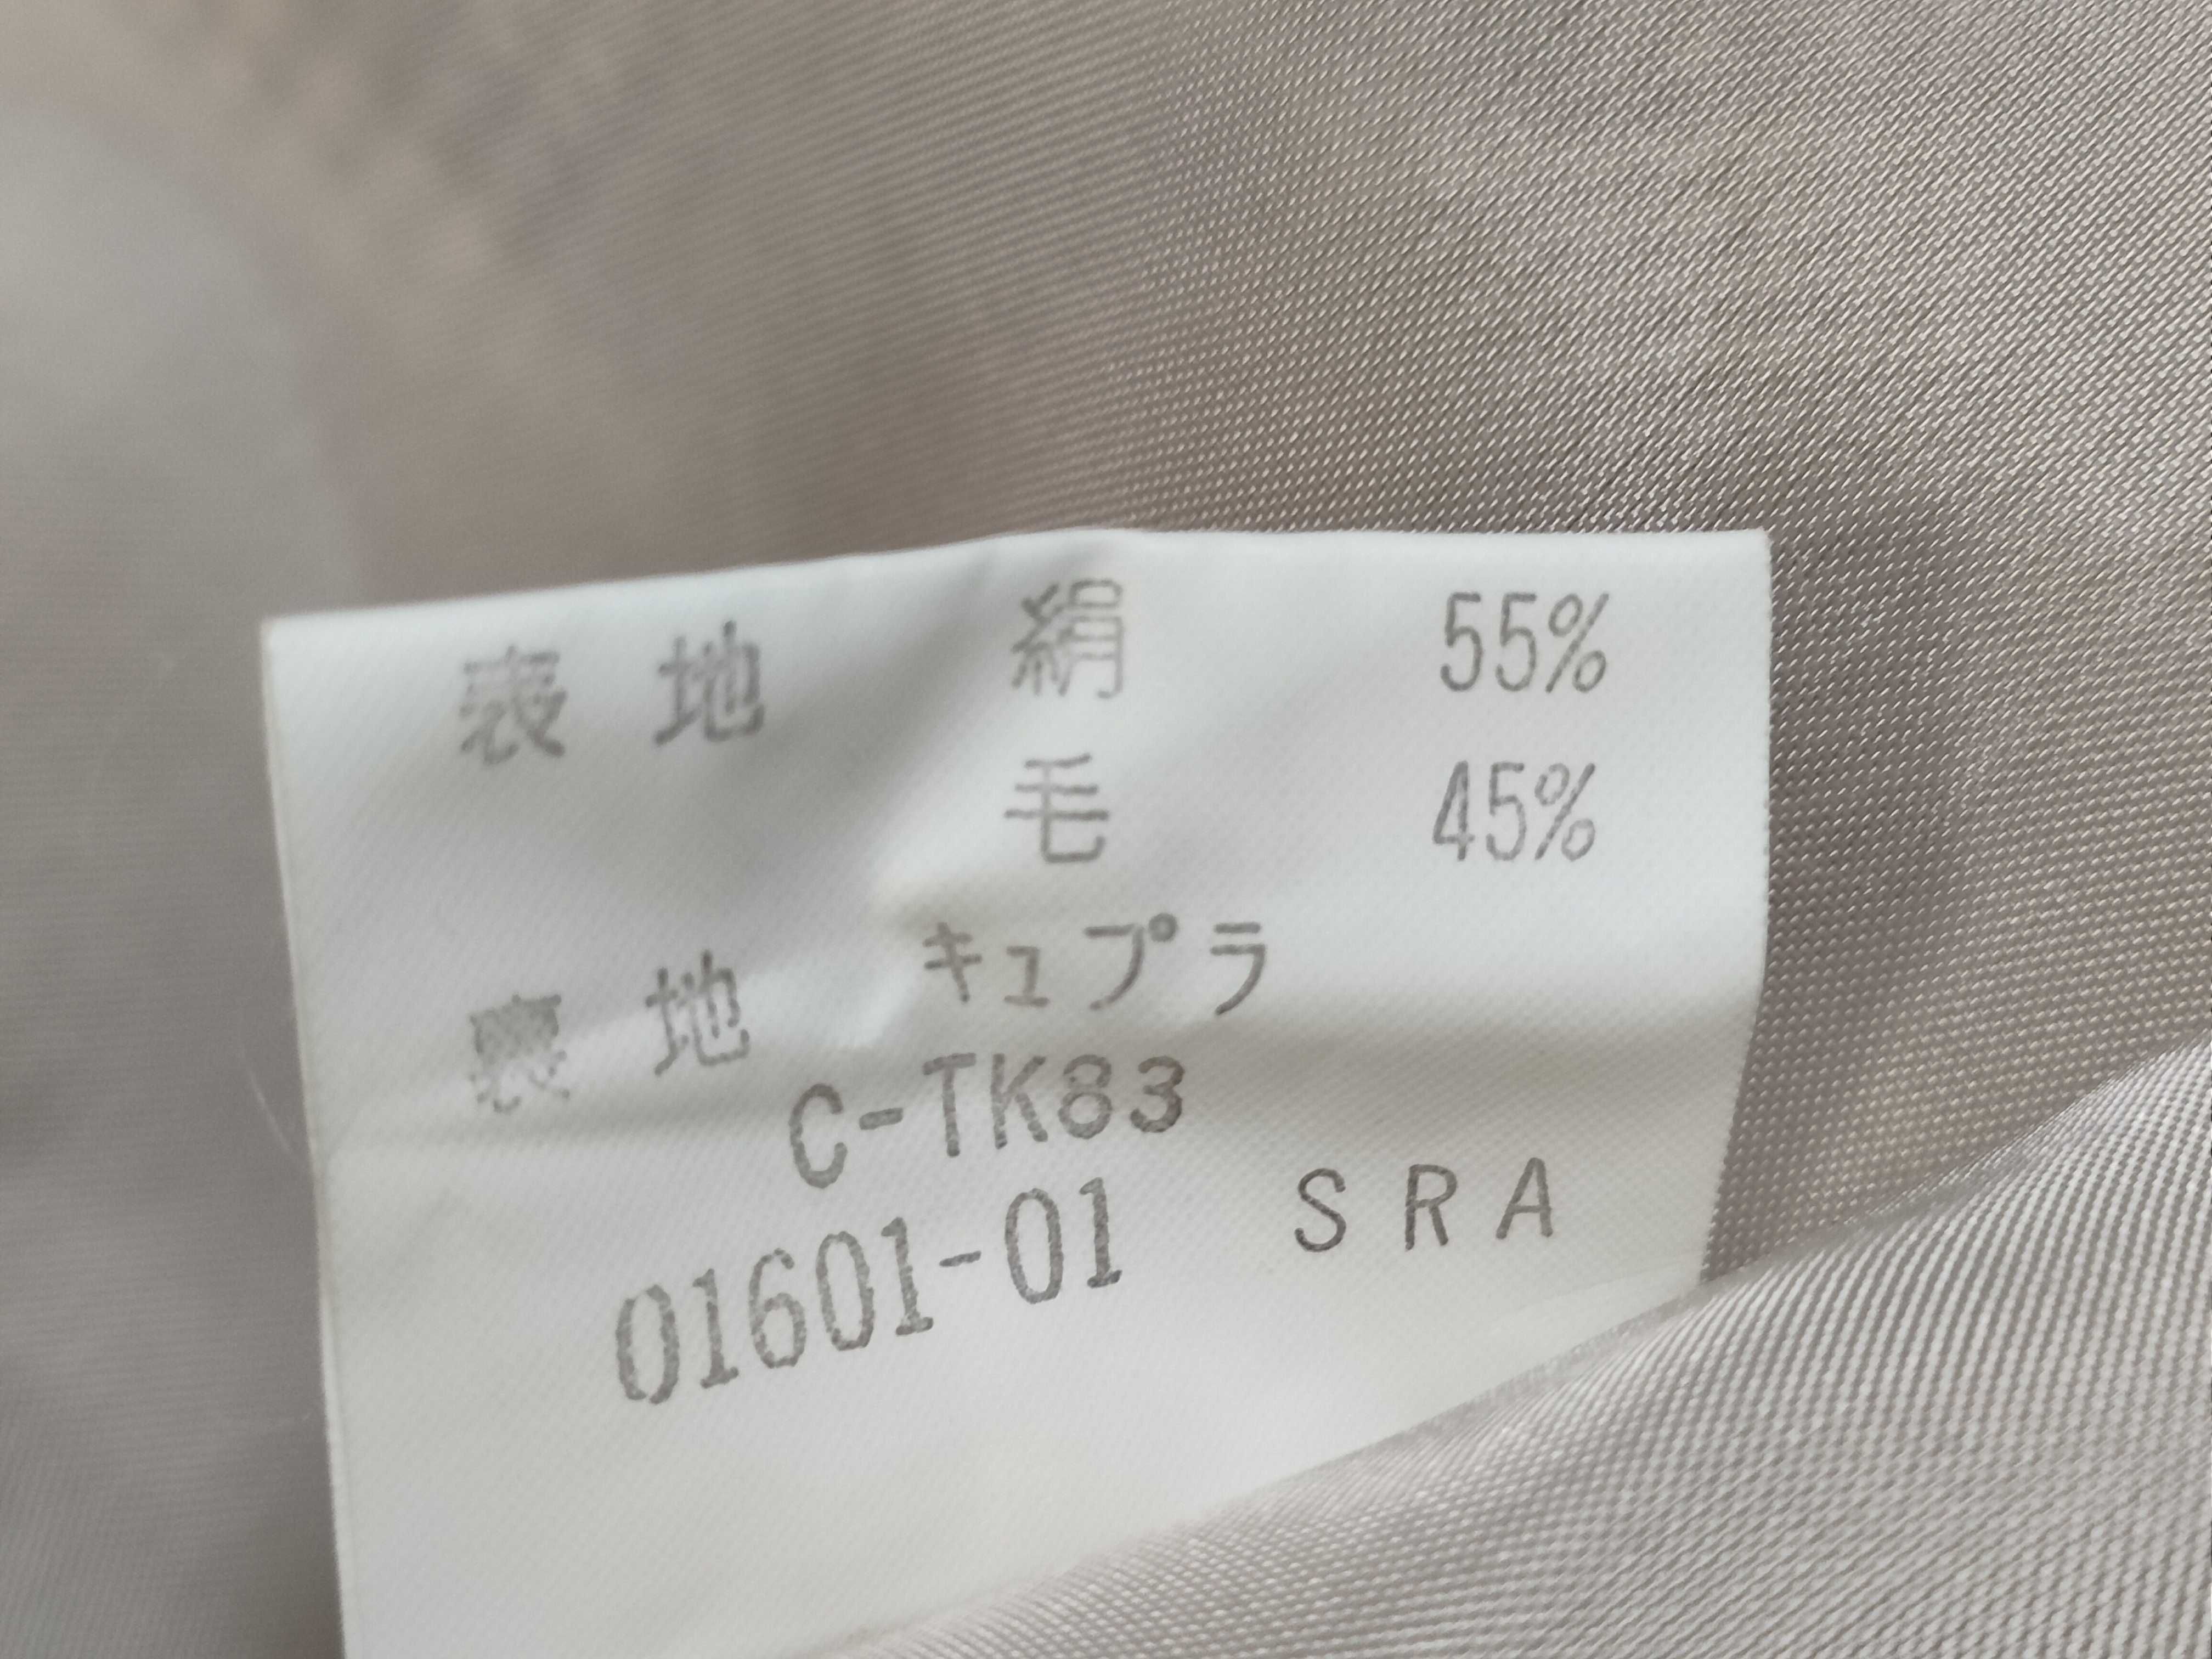 表 地 絹 55%
毛 45%
裏 地 キュプラ
C-TK83
01601-01 SRA